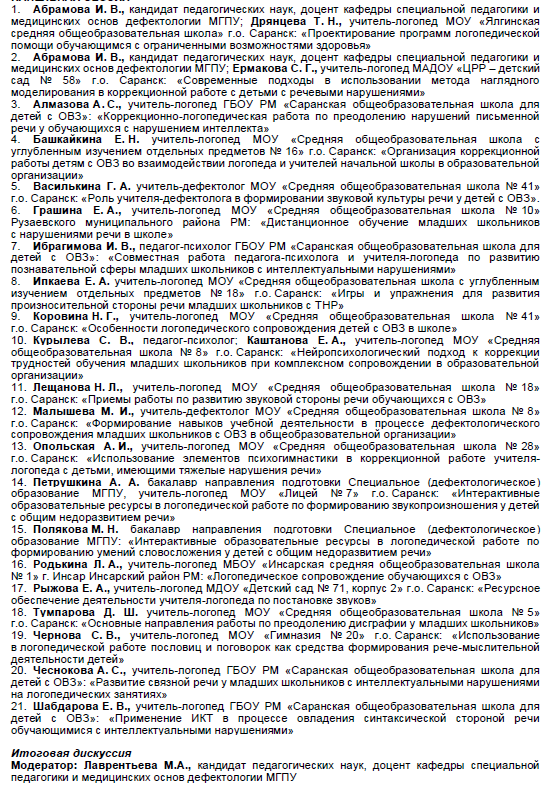 1. Абрамова И. В., кандидат педагогических наук, доцент кафедры специальной педагогики и
медицинских основ дефектологии МГПУ; Дрянцева Т. Н., учитель-логопед МОУ «Ялгинская
средняя общеобразовательная школа» г.о. Саранск: «Проектирование программ логопедической
помощи обучающимся с ограниченными возможностями здоровья»
2. Абрамова И. В., кандидат педагогических наук, доцент кафедры специальной педагогики и
медицинских основ дефектологии МГПУ; Ермакова С. Г., учитель-логопед МАДОУ «ЦРР – детский
сад № 58» г.о. Саранск: «Современные подходы в использовании метода наглядного
моделирования в коррекционной работе с детьми с речевыми нарушениями»
3. Алмазова А. С., учитель-логопед ГБОУ РМ «Саранская общеобразовательная школа для
детей с ОВЗ»: «Коррекционно-логопедическая работа по преодолению нарушений письменной
речи у обучающихся с нарушением интеллекта»
4. Башкайкина Е. Н. учитель-логопед МОУ «Средняя общеобразовательная школа с
углубленным изучением отдельных предметов № 16» г.о. Саранск: «Организация коррекционной
работы детям с ОВЗ во взаимодействии логопеда и учителей начальной школы в образовательной
организации»
5. Василькина Г. А. учитель-дефектолог МОУ «Средняя общеобразовательная школа № 41»
г.о. Саранск: «Роль учителя-дефектолога в формировании звуковой культуры речи у детей с ОВЗ».
6. Грашина Е. А., учитель-логопед МОУ «Средняя общеобразовательная школа № 10»
Рузаевского муниципального района РМ: «Дистанционное обучение младших школьников
с нарушениями речи в школе»
7. Ибрагимова И. В., педагог-психолог ГБОУ РМ «Саранская общеобразовательная школа для
детей с ОВЗ»: «Совместная работа педагога-психолога и учителя-логопеда по развитию
познавательной сферы младших школьников с интеллектуальными нарушениями»
8. Ипкаева Е. А. учитель-логопед МОУ «Средняя общеобразовательная школа с углубленным
изучением отдельных предметов № 18» г.о. Саранск: «Игры и упражнения для развития
произносительной стороны речи младших школьников с ТНР»
9. Коровина Н. Г., учитель-логопед МОУ «Средняя общеобразовательная школа № 41»
г.о. Саранск: «Особенности логопедического сопровождения детей с ОВЗ в школе»
10. Курылева С. В., педагог-психолог; Каштанова Е. А., учитель-логопед МОУ «Средняя
общеобразовательная школа № 8» г.о. Саранск: «Нейропсихологический подход к коррекции
трудностей обучения младших школьников при комплексном сопровождении в образовательной
организации»
11. Лещанова Н. Л., учитель-логопед МОУ «Средняя общеобразовательная школа № 18»
г.о. Саранск: «Приемы работы по развитию звуковой стороны речи обучающихся с ОВЗ»
12. Малышева М. И., учитель-дефектолог МОУ «Средняя общеобразовательная школа № 8»
г.о. Саранск: «Формирование навыков учебной деятельности в процессе дефектологического
сопровождения младших школьников с ОВЗ в общеобразовательной организации»
13. Опольская А. И., учитель-логопед МОУ «Средняя общеобразовательная школа № 28»
г.о. Саранск: «Использование элементов психогимнастики в коррекционной работе учителя-
логопеда с детьми, имеющими тяжелые нарушения речи»
14. Петрушкина А. А. бакалавр направления подготовки Специальное (дефектологическое)
образование МГПУ, учитель-логопед МОУ «Лицей № 7» г.о. Саранск: «Интерактивные
образовательные ресурсы в логопедической работе по формированию звукопроизношения у детей
с общим недоразвитием речи»
15. Полякова М. Н. бакалавр направления подготовки Специальное (дефектологическое)
образование МГПУ: «Интерактивные образовательные ресурсы в логопедической работе по
формированию умений словосложения у детей с общим недоразвитием речи»
16. Родькина Л. А., учитель-логопед МБОУ «Инсарская средняя общеобразовательная школа
№ 1» г. Инсар Инсарский район РМ: «Логопедическое сопровождение обучающихся с ОВЗ»
17. Рыжова Е. А., учитель-логопед МДОУ «Детский сад № 71, корпус 2» г.о. Саранск: «Ресурсное
обеспечение деятельности учителя-логопеда по постановке звуков»
18. Тумпарова Д. Ш. учитель-логопед МОУ «Средняя общеобразовательная школа № 5»
г.о. Саранск: «Основные направления работы по преодолению дисграфии у младших школьников»
19. Чернова С. В., учитель-логопед МОУ «Гимназия № 20» г.о. Саранск: «Использование
в логопедической работе пословиц и поговорок как средства формирования рече-мыслительной
деятельности детей»
20. Чеснокова А. С., учитель-логопед ГБОУ РМ «Саранская общеобразовательная школа для
детей с ОВЗ»: «Развитие связной речи у младших школьников с интеллектуальными нарушениями
на логопедических занятиях»
21. Шабдарова Е. В., учитель-логопед ГБОУ РМ «Саранская общеобразовательная школа для
детей с ОВЗ»: «Применение ИКТ в процессе овладения синтаксической стороной речи
обучающимися с интеллектуальными нарушениями»
Итоговая дискуссия
Модератор: Лаврентьева М.А., кандидат педагогических наук, доцент кафедры специальной
педагогики и медицинских основ дефектологии МГПУ